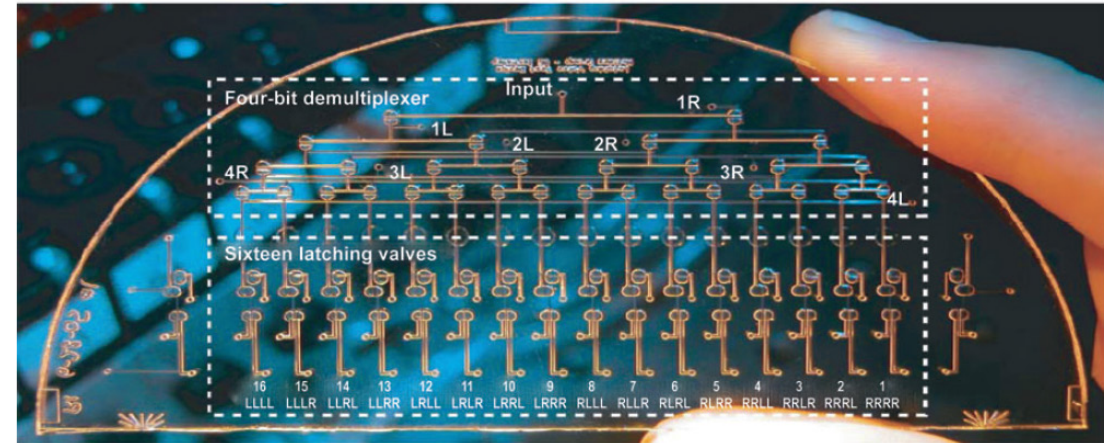 Four-bit demultiplexer
Input
1R
1L
2L
2R
4R
3L
3R
4L
Sixteen latching valves
16 15 14 13 12 11 10 9 8 7 6 5 4 3 2 1
LLLL LLLR LLRL LLRR LRLL LRLR LRRL LRRR RLLL RLLR RLRL RLRR RRLL RRLR RRRL RRRR